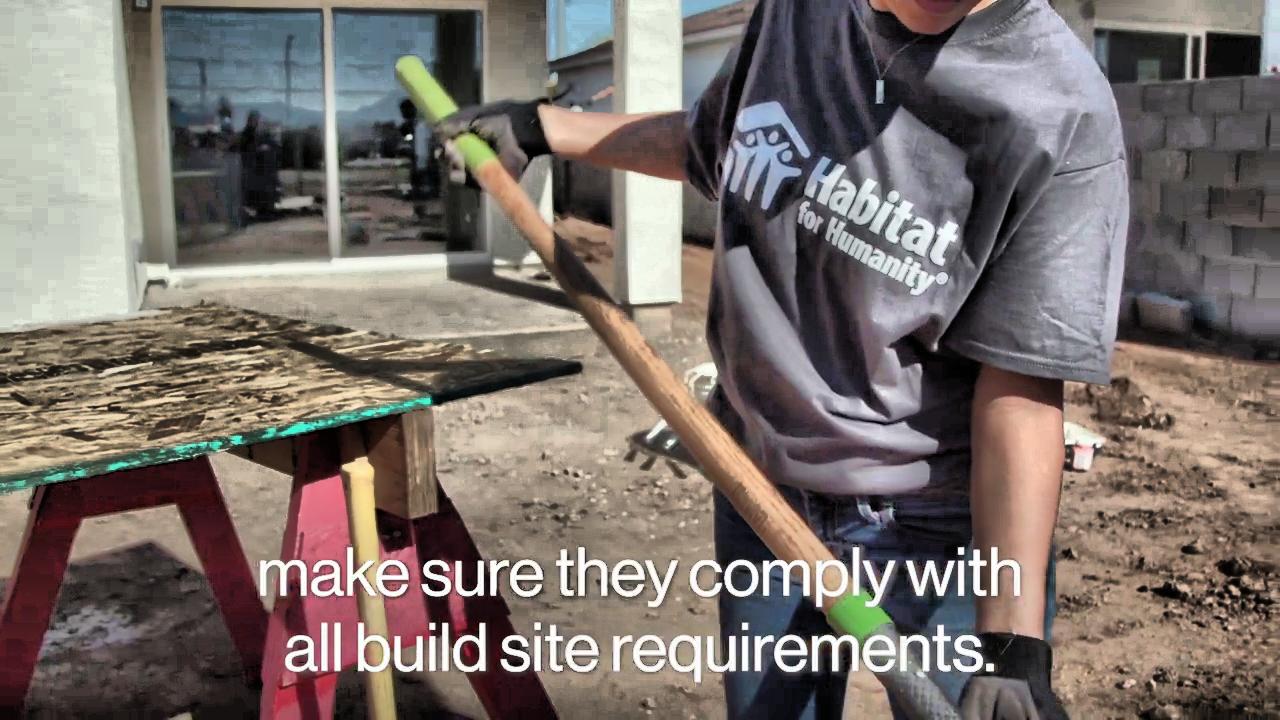 Habitat
for Humanity®
make sure they comply with
all build site requirements.